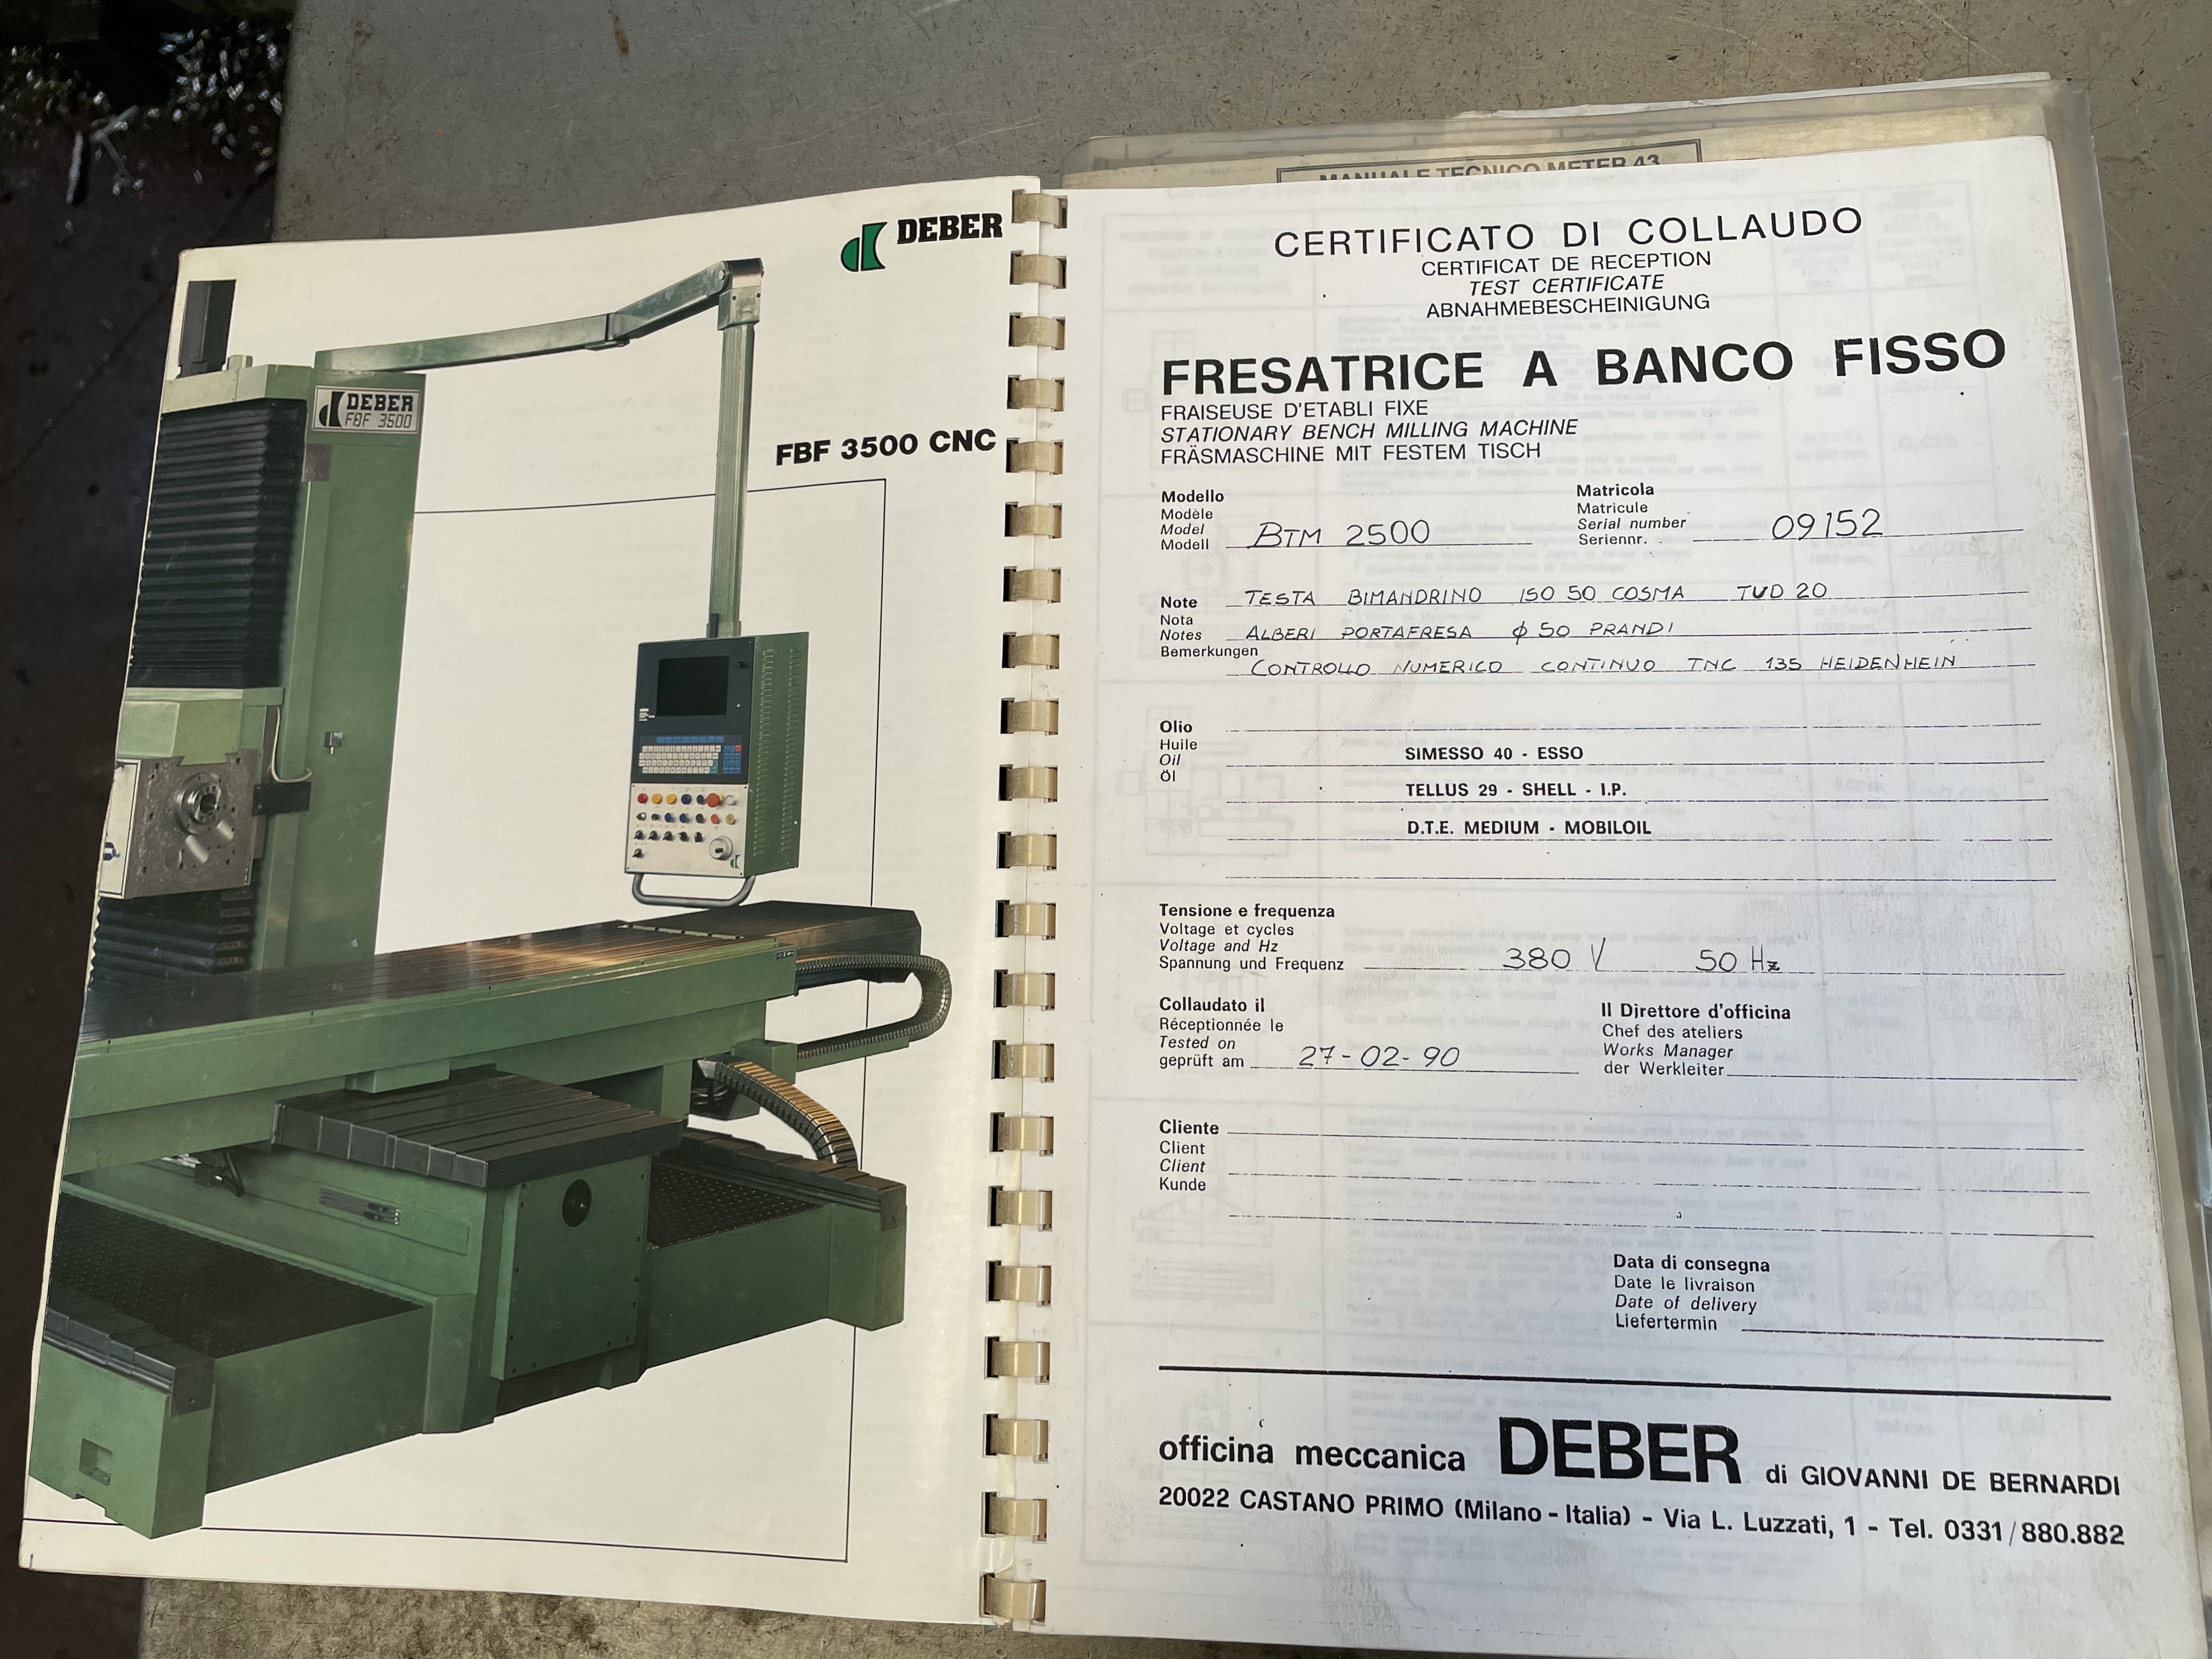 DEBER
DEBER
FBF 3500
FBF 3500 CNC
MANUALE TECNICO METER 43
CERTIFICATO DI COLLAUDO
CERTIFICAT DE RECEPTION
TEST CERTIFICATE
ABNAHMEBESCHEINIGUNG
FRESATRICE A BANCO FISSO
FRAISEUSE D'ETABLI FIXE
STATIONARY BENCH MILLING MACHINE
FRÄSMASCHINE MIT FESTEM TISCH
Modello
Modèle
Model
Modell BTM 2500
Matricola
Matricule
Serial number
Seriennr. 09152
Note TESTA BIMANDRINO ISO 50 COSMA TUD 20
Nota
Notes ALBERI PORTAFRESA ϕ 50 PRANDI
Bemerkungen
CONTROLLO NUMERICO CONTINUO TNC 135 HEIDENHEIN
Olio
Huile
Oil
Öl
SIMESSO 40 - ESSO
TELLUS 29 - SHELL - I.P.
D.T.E. MEDIUM - MOBILOIL
Tensione e frequenza
Voltage et cycles
Voltage and Hz
Spannung und Frequenz 380 V 50 Hz
Collaudato il
Réceptionnée le
Tested on
geprüft am 27-02-90
Il Direttore d'officina
Chef des ateliers
Works Manager
der Werkleiter
Cliente
Client
Client
Kunde
Data di consegna
Date le livraison
Date of delivery
Liefertermin
officina meccanica DEBER di GIOVANNI DE BERNARDI
20022 CASTANO PRIMO (Milano - Italia) - Via L. Luzzati, 1 - Tel. 0331/880.882